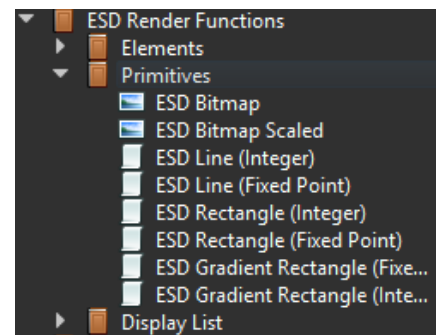 ESD Render Functions
Elements
Primitives
ESD Bitmap
ESD Bitmap Scaled
ESD Line (Integer)
ESD Line (Fixed Point)
ESD Rectangle (Integer)
ESD Rectangle (Fixed Point)
ESD Gradient Rectangle (Fixe...
ESD Gradient Rectangle (Inte...
Display List